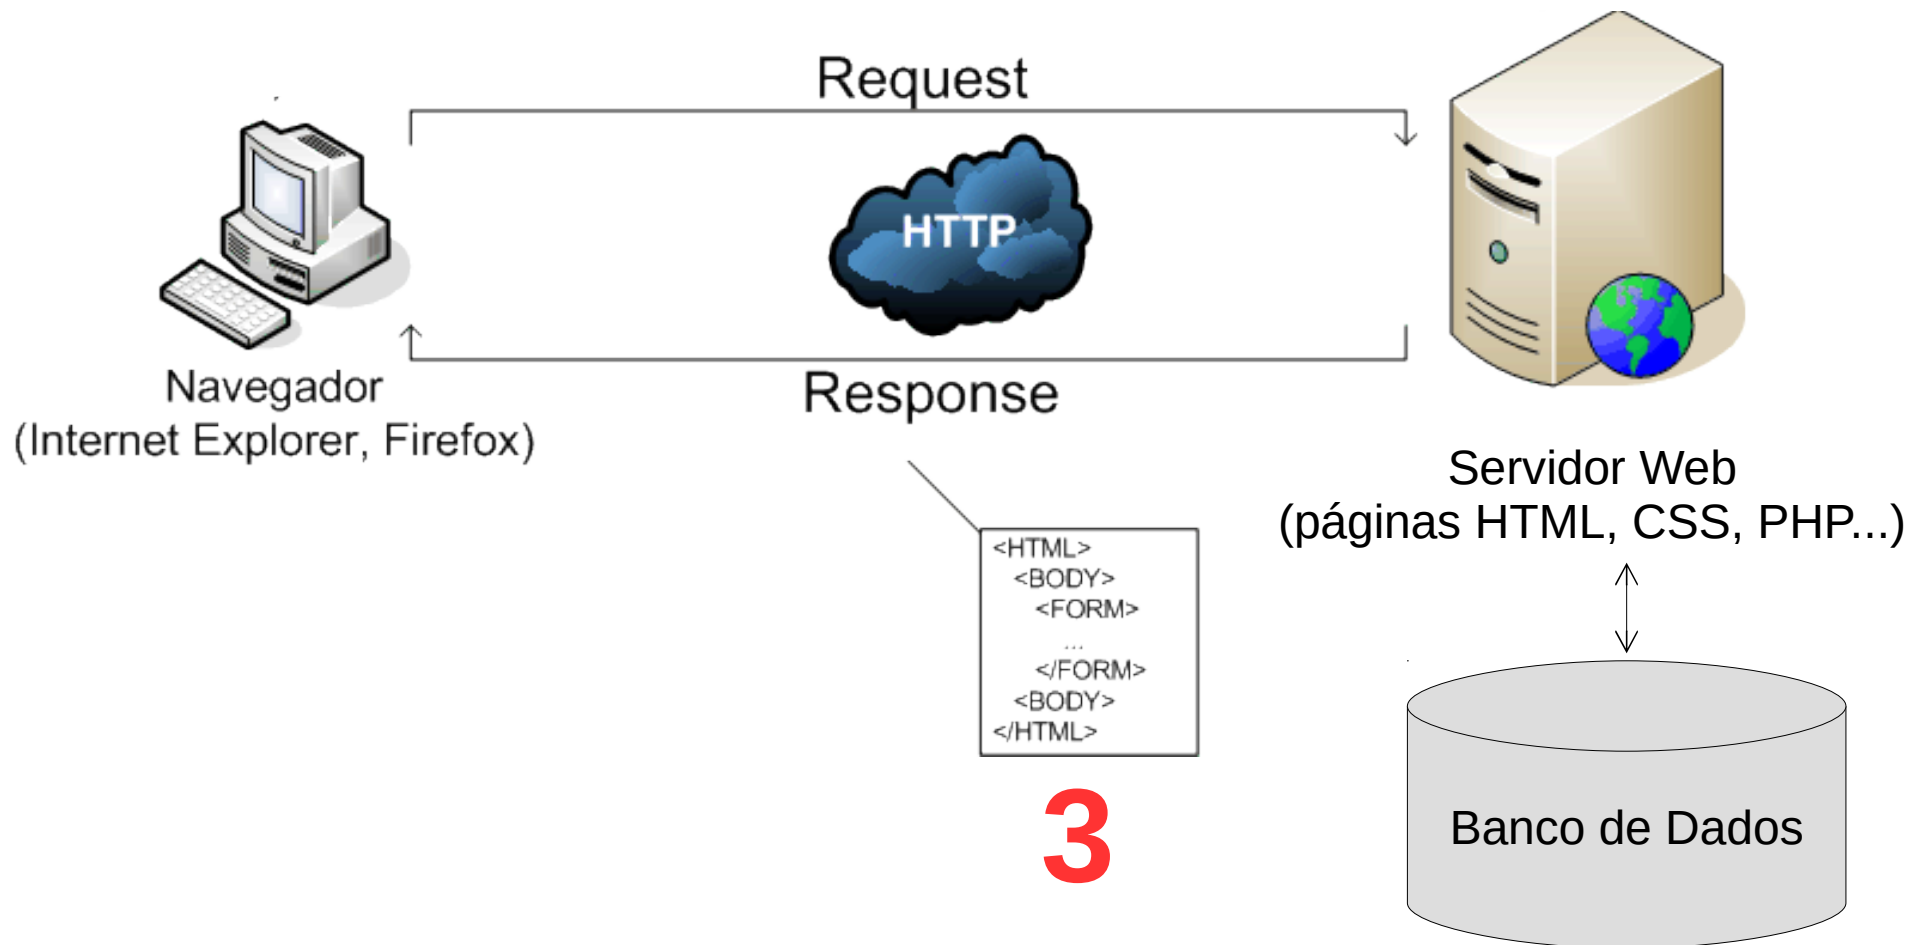 Request
HTTP
Navegador
(Internet Explorer, Firefox)
Response
Servidor Web
(páginas HTML, CSS, PHP...)
<HTML>
<BODY>
<FORM>
...
</FORM>
<BODY>
</HTML>
3
Banco de Dados